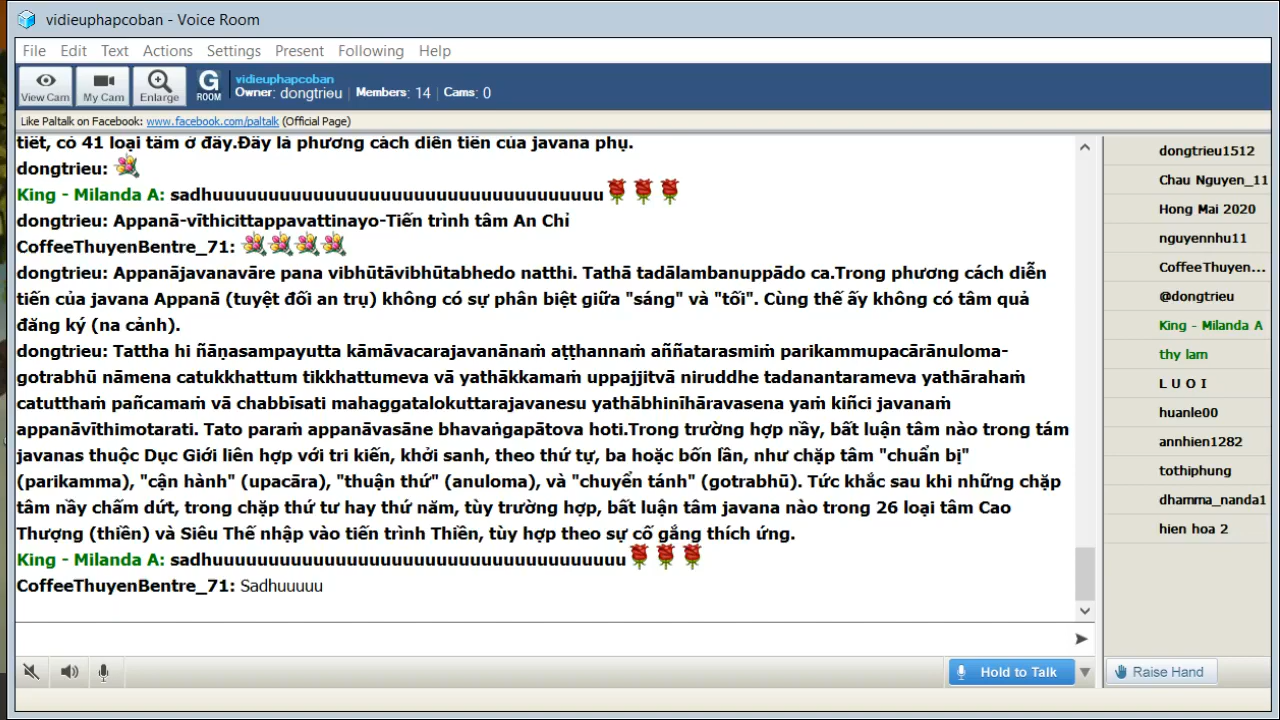 vidieuphapcoban - Voice Room
File Edit Text Actions Settings Present Following Help
View Cam My Cam Enlarge G ROOM vidieuphapcoban
Owner: dongtrieu | Members: 14 | Cams: 0
Like Paltalk on Facebook: www.facebook.com/paltalk (Official Page)
tiết, có 41 loại tâm ở đây.Đây là phương cách diễn tiến của javana phụ.
dongtrieu:
King - Milanda A: sadhuuuuuuuuuuuuuuuuuuuuuuuuuuuuuuuuuuu
dongtrieu: Appanā-vīthicittappavattinayo-Tiến trình tâm An Chỉ
CoffeeThuyenBentre_71:
dongtrieu: Appanājavanavāre pana vibhūtāvibhūtabhedo natthi. Tathā tadālambanuppādo ca.Trong phương cách diễn
tiến của javana Appanā (tuyệt đối an trụ) không có sự phân biệt giữa "sáng" và "tối". Cùng thế ấy không có tâm quả
đăng ký (na cảnh).
dongtrieu: Tattha hi ñāṇasampayutta kāmāvacarajavanānaṁ aṭṭhannaṁ aññatarasmiṁ parikammupacārānuloma-
gotrabhū nāmena catukkhattum tikkhattumeva vā yathākkamaṁ uppajjitvā niruddhe tadanantarameva yathārahaṁ
catutthaṁ pañcamaṁ vā chabbīsati mahaggatalokuttarajavanesu yathābhinīhāravasena yaṁ kiñci javanaṁ
appanāvīthimotarati. Tato paraṁ appanāvasāne bhavaṅgapātova hoti.Trong trường hợp nầy, bất luận tâm nào trong tám
javanas thuộc Dục Giới liên hợp với tri kiến, khởi sanh, theo thứ tự, ba hoặc bốn lần, như chặp tâm "chuẩn bị"
(parikamma), "cận hành" (upacāra), "thuận thứ" (anuloma), và "chuyển tánh" (gotrabhū). Tức khắc sau khi những chặp
tâm nầy chấm dứt, trong chặp thứ tư hay thứ năm, tùy trường hợp, bất luận tâm javana nào trong 26 loại tâm Cao
Thượng (thiền) và Siêu Thế nhập vào tiến trình Thiền, tùy hợp theo sự cố gắng thích ứng.
King - Milanda A: sadhuuuuuuuuuuuuuuuuuuuuuuuuuuuuuuuuuuuuu
CoffeeThuyenBentre_71: Sadhuuuuu
dongtrieu1512
Chau Nguyen_11
Hong Mai 2020
nguyennhu11
CoffeeThuyen...
@dongtrieu
King - Milanda A
thy lam
L U O I
huanle00
annhien1282
tothiphung
dhamma_nanda1
hien hoa 2
Hold to Talk
Raise Hand